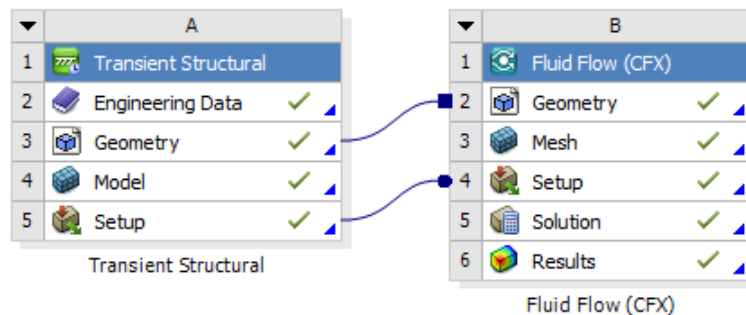 A
1 Transient Structural
2 Engineering Data
3 Geometry
4 Model
5 Setup
Transient Structural
B
1 Fluid Flow (CFX)
2 Geometry
3 Mesh
4 Setup
5 Solution
6 Results
Fluid Flow (CFX)